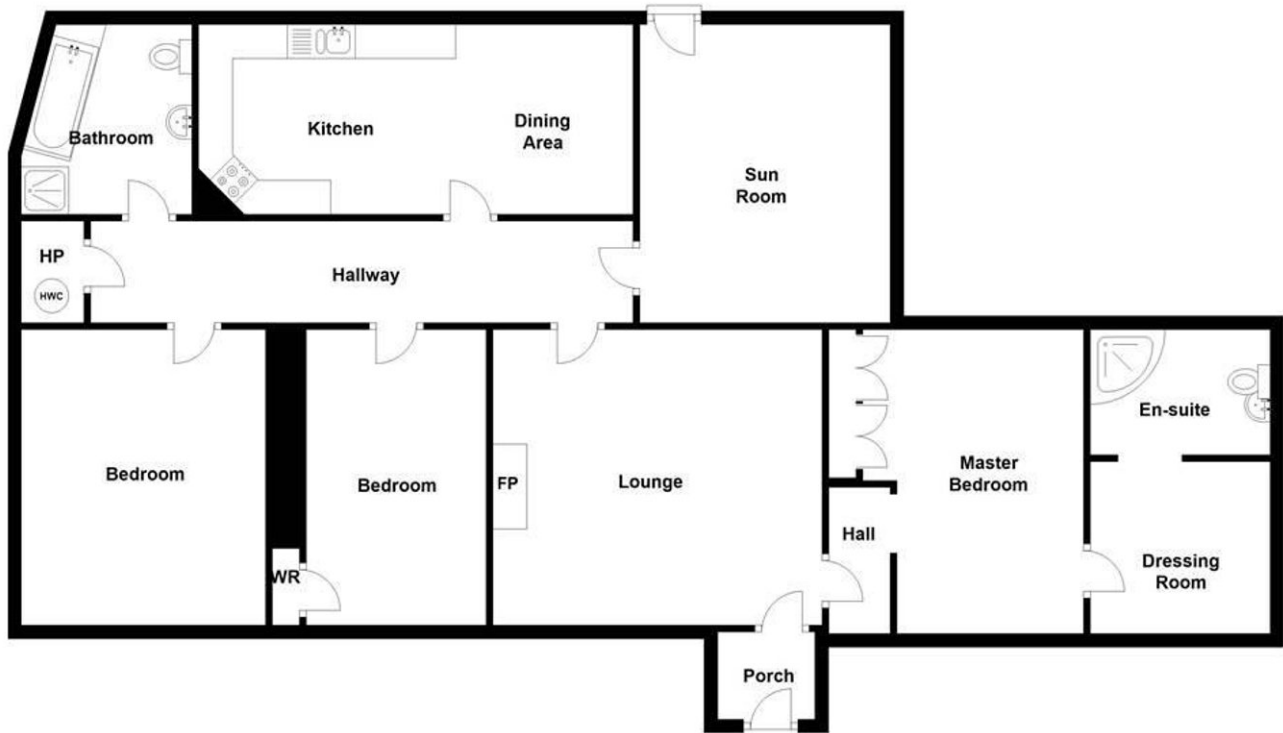 Bathroom
Kitchen
Dining
Area
Sun
Room
HP
HWC
Hallway
Bedroom
WR
Bedroom
FP
Lounge
Hall
Master
Bedroom
En-suite
Dressing
Room
Porch